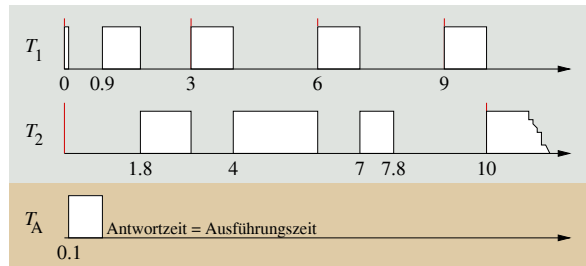 T1
0 0.9 3 6 9
T2
1.8 4 7 7.8 10
TA
Antwortzeit = Ausführungszeit
0.1